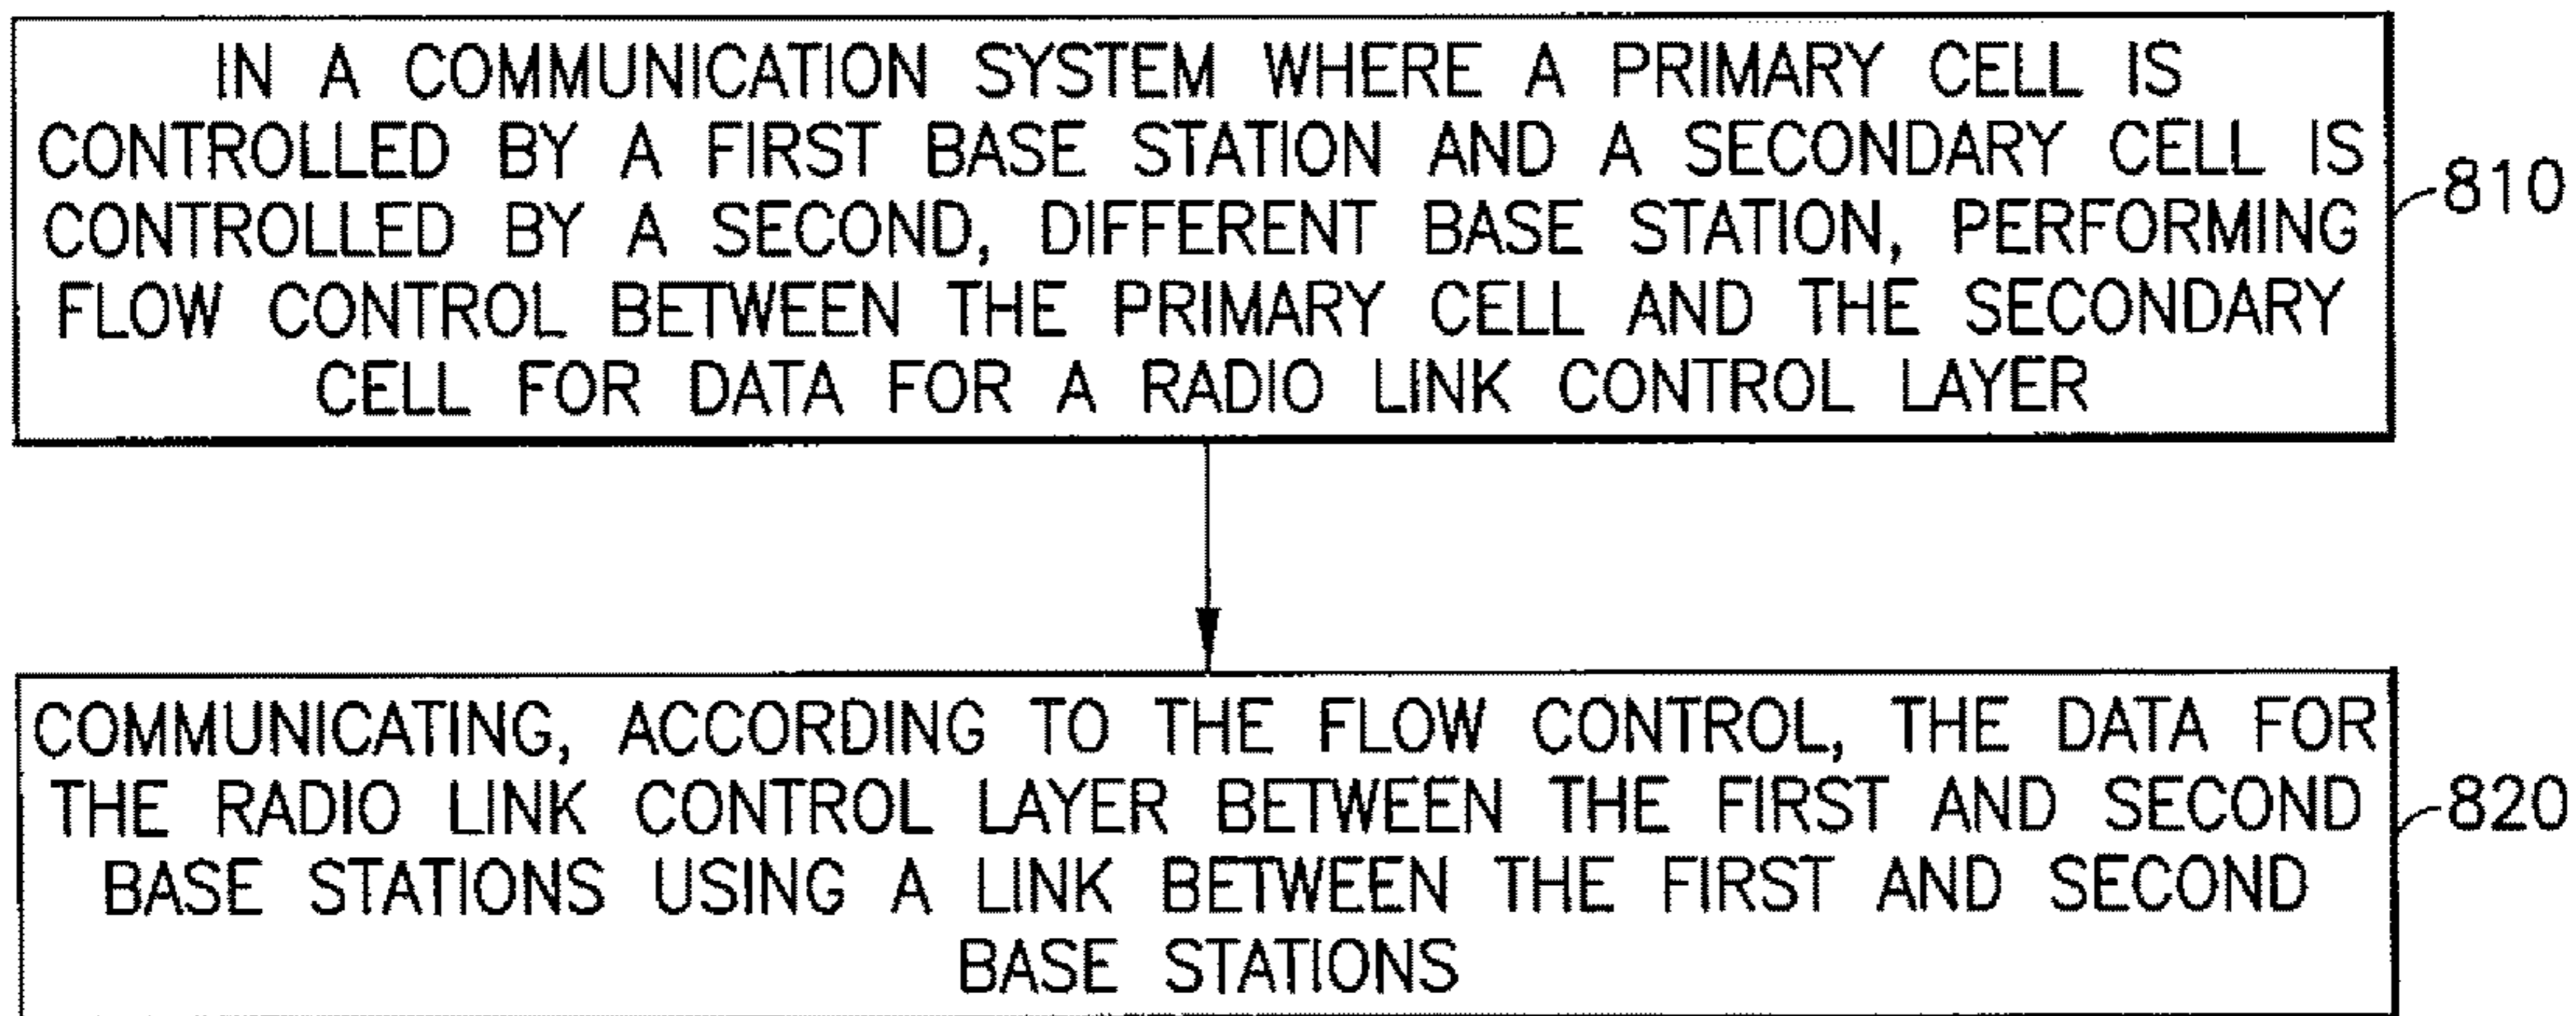 IN A COMMUNICATION SYSTEM WHERE A PRIMARY CELL IS
CONTROLLED BY A FIRST BASE STATION AND A SECONDARY CELL IS
CONTROLLED BY A SECOND, DIFFERENT BASE STATION, PERFORMING
FLOW CONTROL BETWEEN THE PRIMARY CELL AND THE SECONDARY
CELL FOR DATA FOR A RADIO LINK CONTROL LAYER
810
COMMUNICATING, ACCORDING TO THE FLOW CONTROL, THE DATA FOR
THE RADIO LINK CONTROL LAYER BETWEEN THE FIRST AND SECOND
BASE STATIONS USING A LINK BETWEEN THE FIRST AND SECOND
BASE STATIONS
820